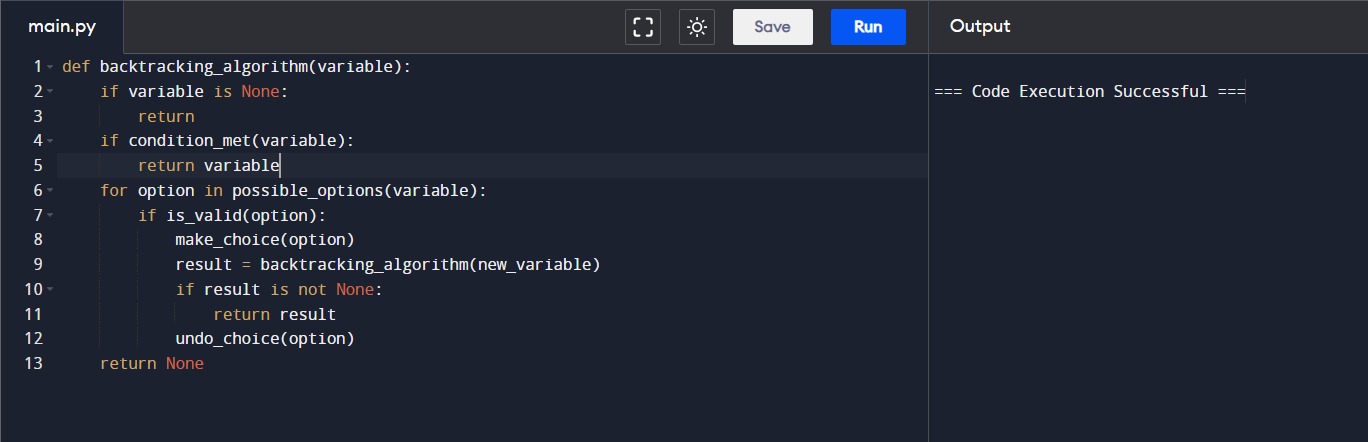 main.py Save Run Output
1 def backtracking_algorithm(variable):
2     if variable is None:
3         return
4     if condition_met(variable):
5         return variable
6     for option in possible_options(variable):
7         if is_valid(option):
8             make_choice(option)
9             result = backtracking_algorithm(new_variable)
10             if result is not None:
11                 return result
12             undo_choice(option)
13     return None
=== Code Execution Successful ===